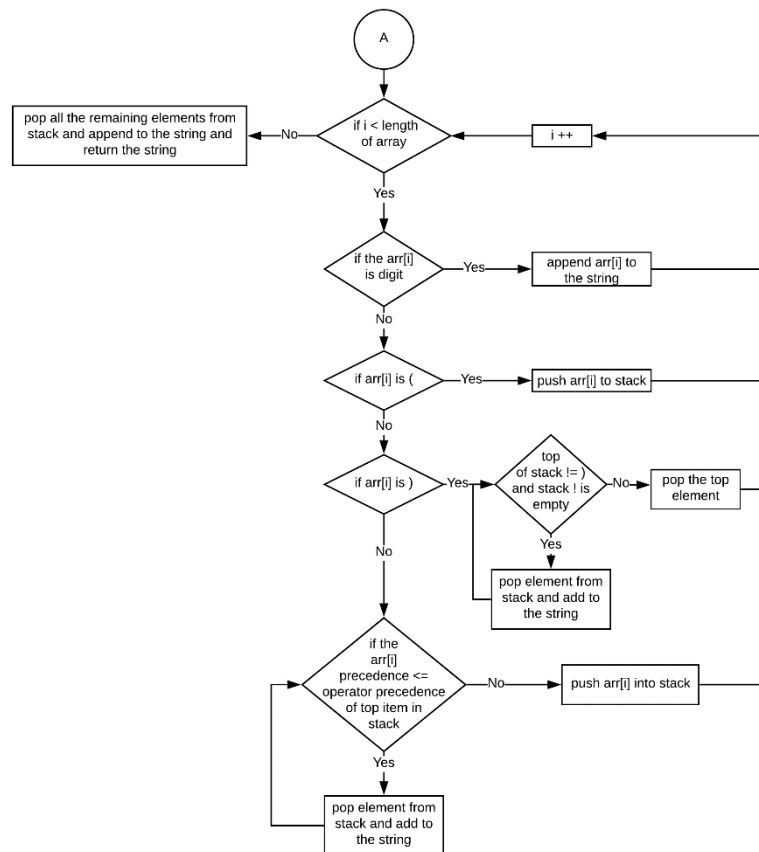 A
if i < length
of array
No
pop all the remaining elements from
stack and append to the string and
return the string
i ++
Yes
if the arr[i]
is digit
Yes
append arr[i] to
the string
No
if arr[i] is (
Yes
push arr[i] to stack
No
if arr[i] is )
Yes
top
of stack != )
and stack ! is
empty
No
pop the top
element
Yes
pop element from
stack and add to
the string
No
if the
arr[i]
precedence <=
operator precedence
of top item in
stack
No
push arr[i] into stack
Yes
pop element from
stack and add to
the string